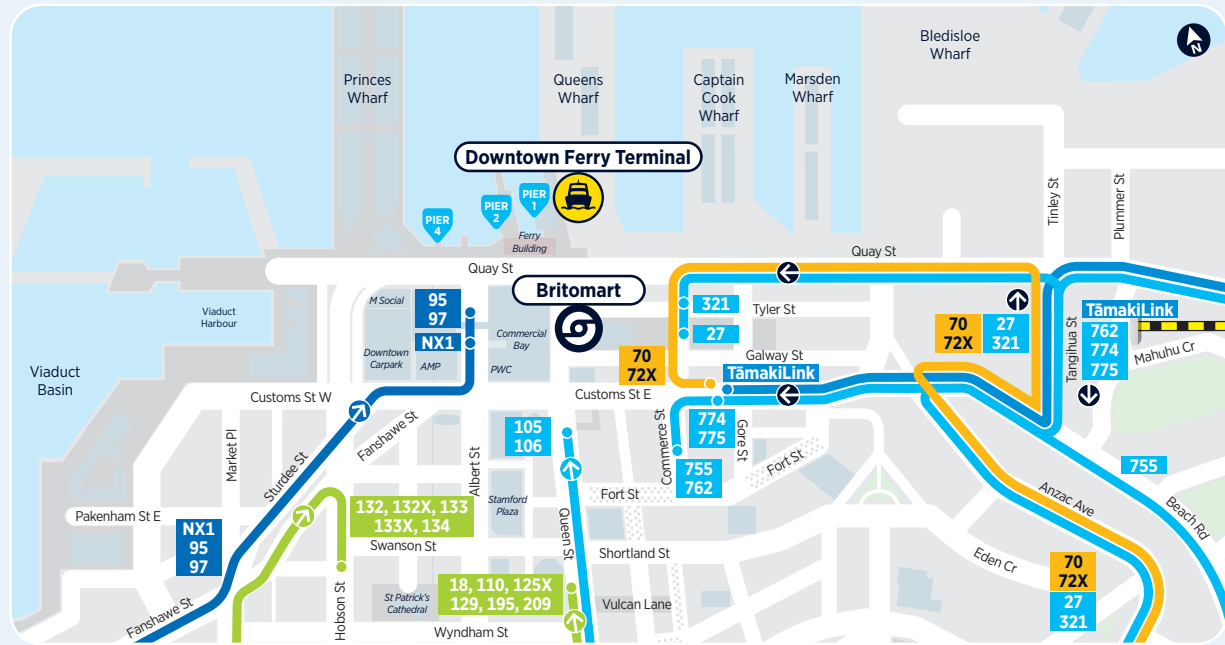 Bledisloe
Wharf
N
Princes
Wharf
Queens
Wharf
Captain
Cook
Wharf
Marsden
Wharf
Downtown Ferry Terminal
PIER
1
PIER
2
PIER
4
Ferry
Building
Tinley St
Plummer St
Quay St
Quay St
Britomart
M Social
95
97
NX1
Commercial
Bay
321
27
Tyler St
Viaduct
Harbour
70
72X
27
321
Tangihua St
TāmakiLink
762
774
775
Mahuhu Cr
Downtown
Carpark
AMP
PWC
70
72X
Galway St
TāmakiLink
Viaduct
Basin
Customs St W
Customs St E
Fanshawe St
Market Pl
Sturdee St
Albert St
105
106
Commerce St
774
775
Gore St
755
762
Fort St
755
Pakenham St E
132, 132X, 133
133X, 134
Stamford
Plaza
Fort St
Queen St
Anzac Ave
Beach Rd
NX1
95
97
Swanson St
Shortland St
Eden Cr
70
72X
27
321
Hobson St
St Patrick's
Cathedral
18, 110, 125X
129, 195, 209
Vulcan Lane
Fanshawe St
Wyndham St